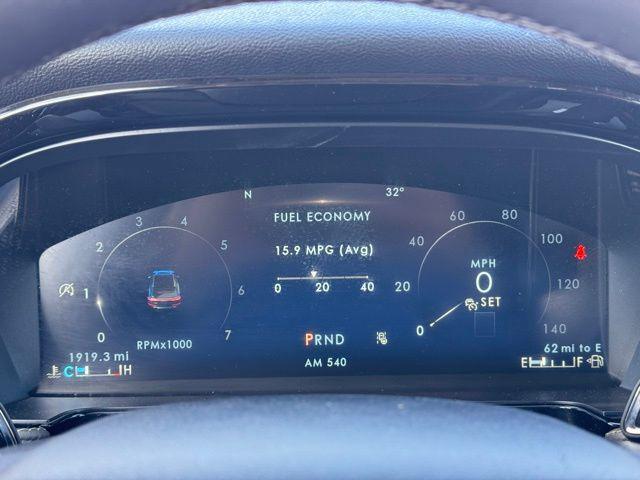 N 32°
FUEL ECONOMY
15.9 MPG (Avg)
0 20 40
0 1 2 3 4 5 6 7
RPMx1000
0 20 40 60 80 100 120 140
MPH
0
SET
PRND
1919.3 mi
AM 540
62 mi to E
C H
E F